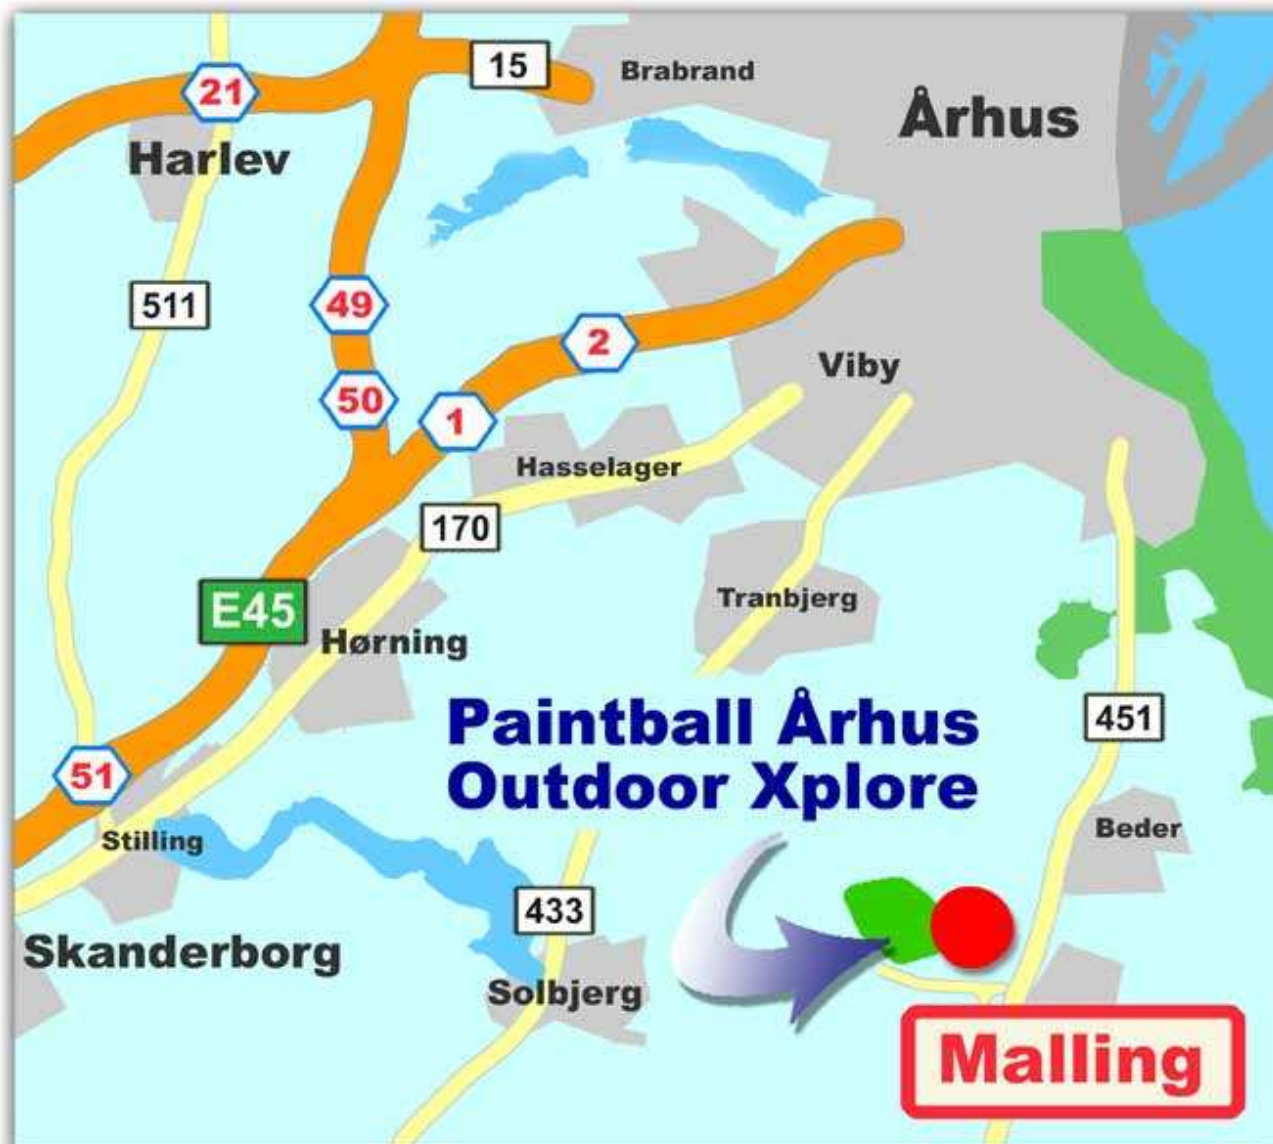 15
Brabrand
21
Århus
Harlev
511
49
2
Viby
50
1
Hasselager
170
E45
Tranbjerg
Hørning
Paintball Århus
Outdoor Xplore
451
51
Stilling
Beder
433
Skanderborg
Solbjerg
Malling